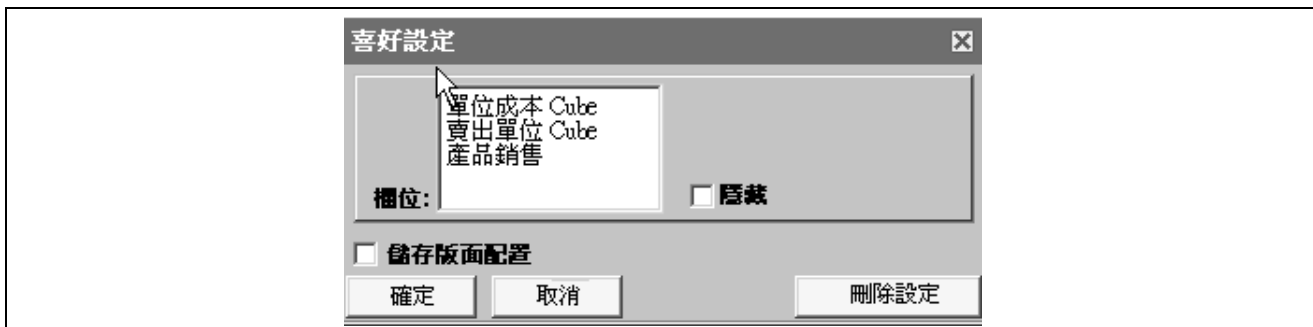 喜好設定
單位成本 Cube
賣出單位 Cube
產品銷售
欄位:
隱藏
儲存版面配置
確定
取消
刪除設定